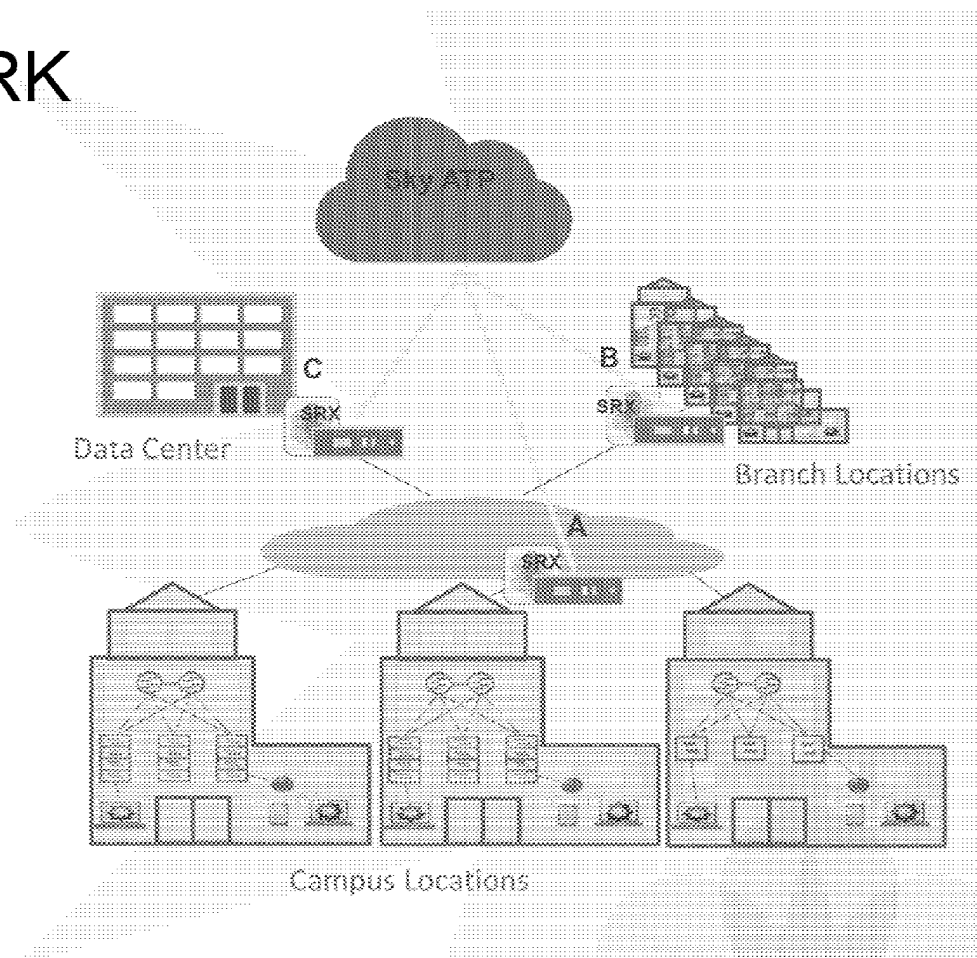 RK
Sky ATP
C
B
SRX
SRX
Data Center
Branch Locations
A
SRX
Campus Locations